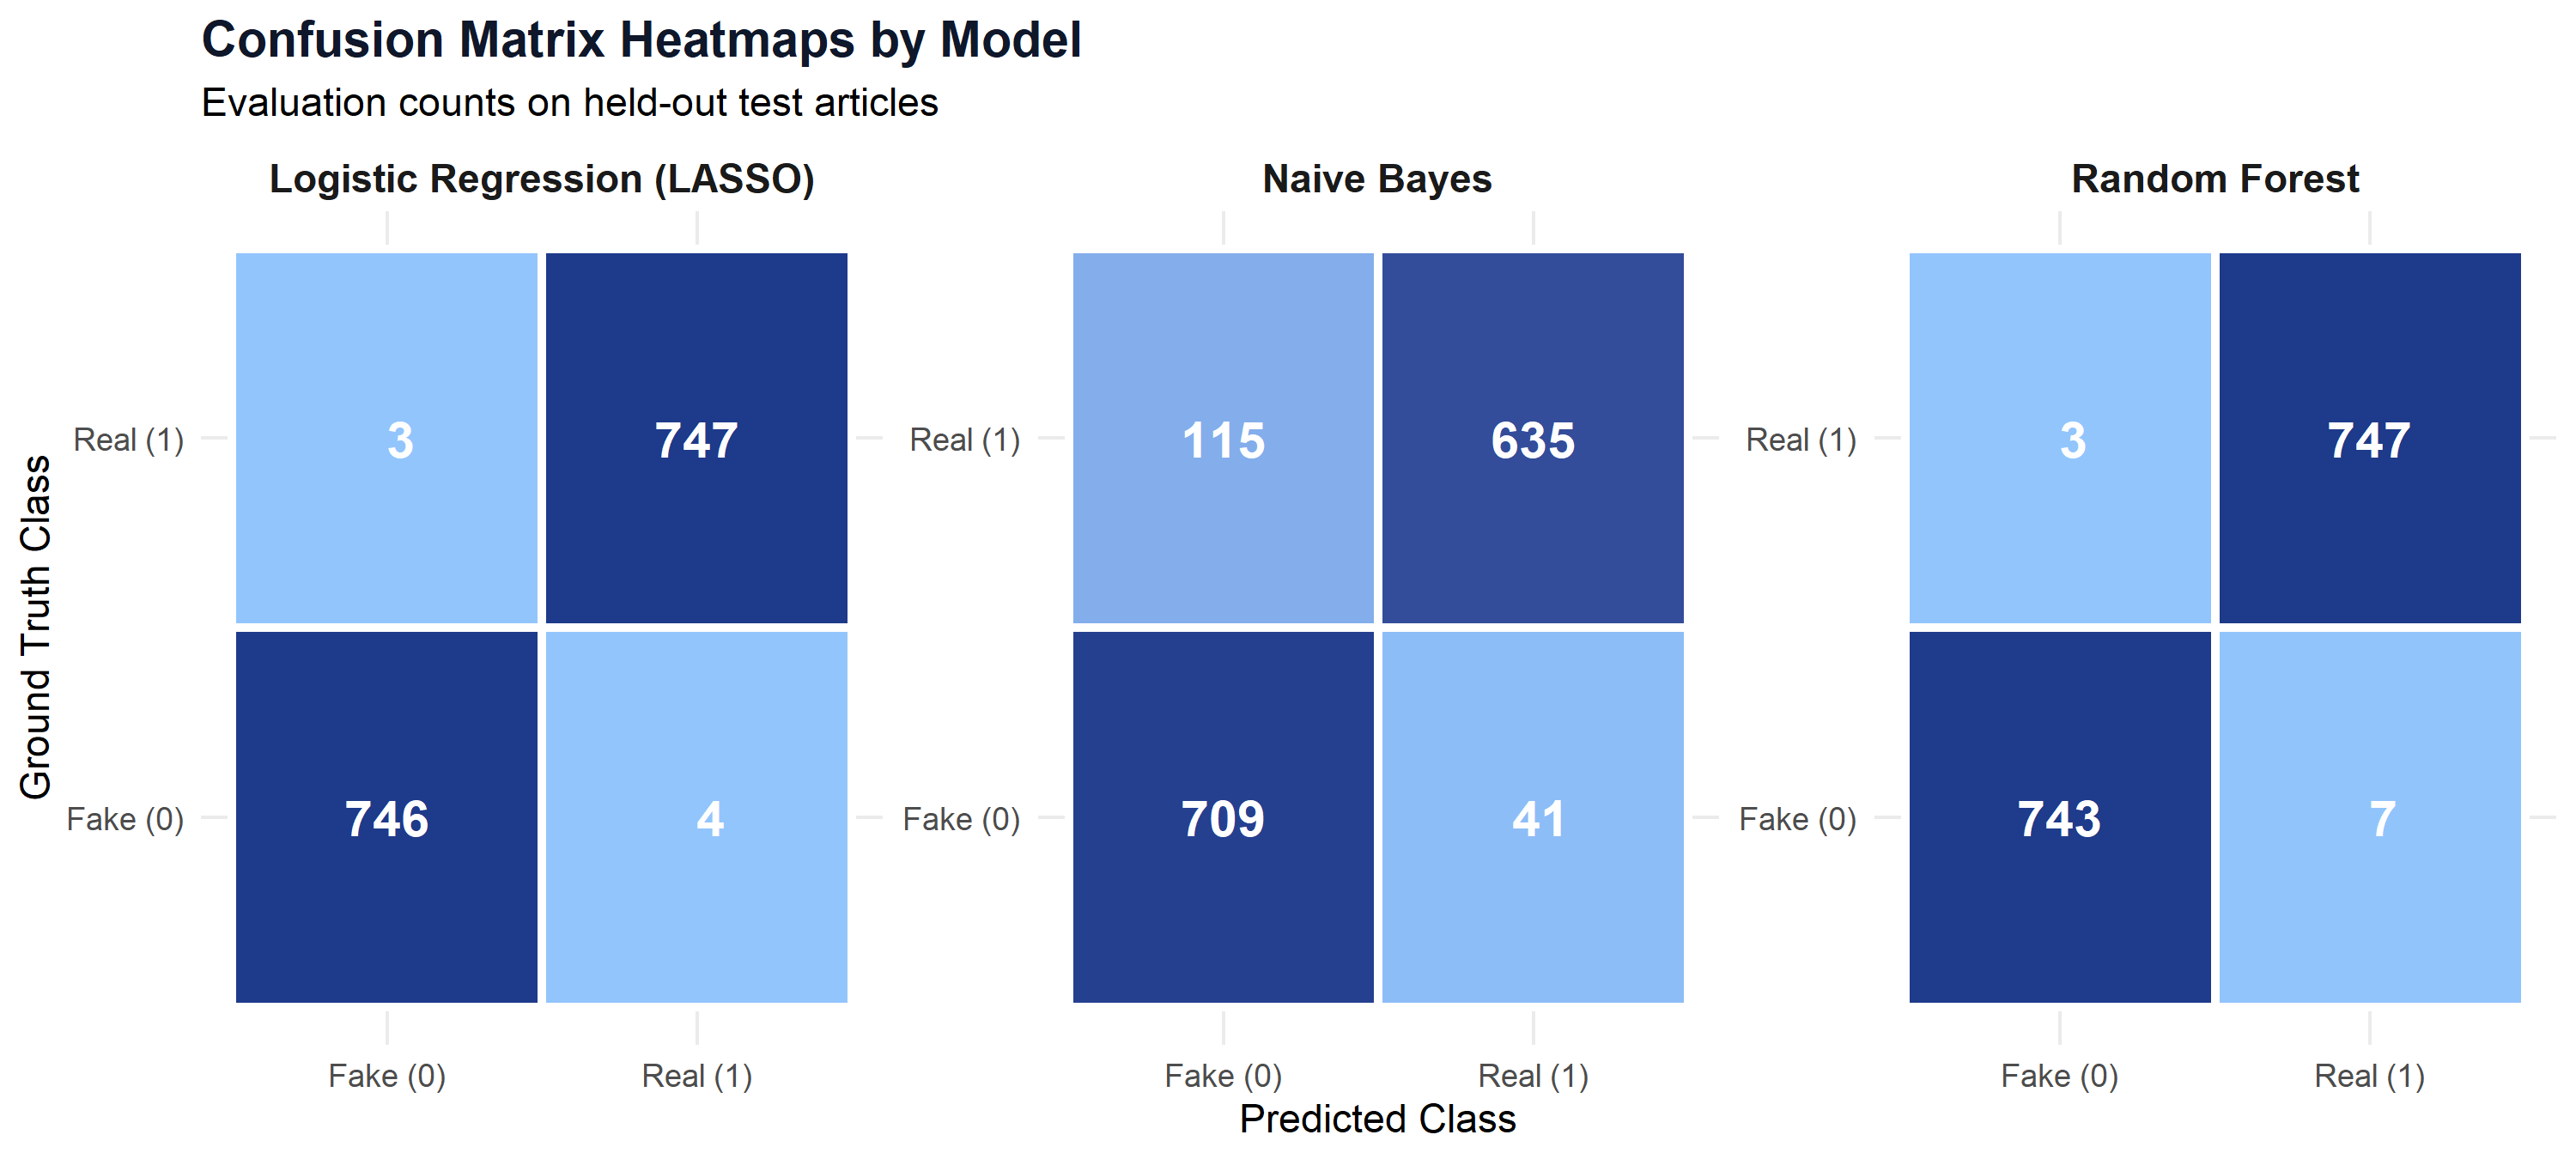 Confusion Matrix Heatmaps by Model
Evaluation counts on held-out test articles
Logistic Regression (LASSO)
Naive Bayes
Random Forest
Ground Truth Class
Real (1)
3
747
Real (1)
115
635
Real (1)
3
747
Fake (0)
746
4
Fake (0)
709
41
Fake (0)
743
7
Fake (0)
Real (1)
Fake (0)
Real (1)
Fake (0)
Real (1)
Predicted Class